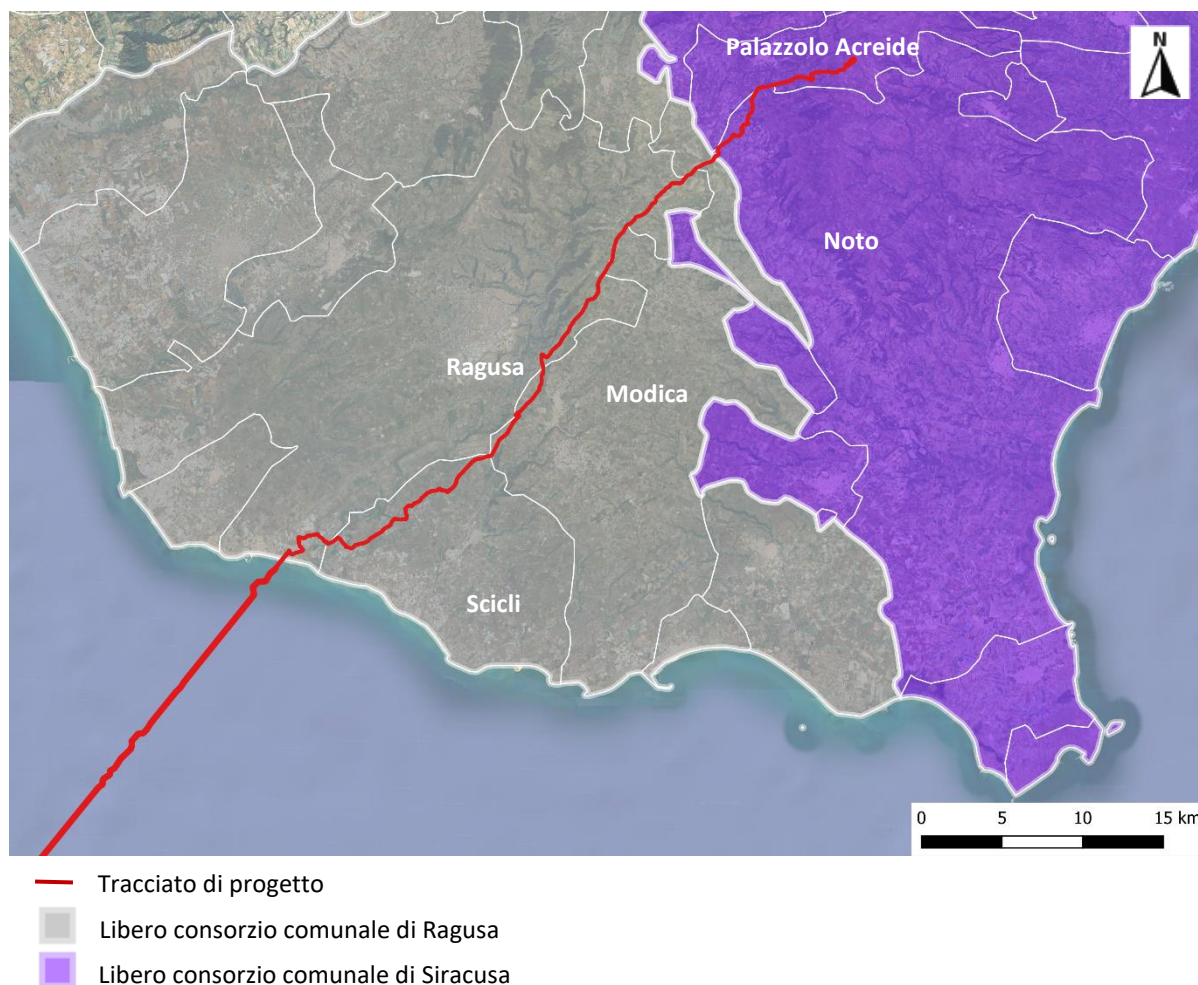 Palazzolo Acreide
N
Noto
Ragusa
Modica
Scicli
0 5 10 15 km
Tracciato di progetto
Libero consorzio comunale di Ragusa
Libero consorzio comunale di Siracusa